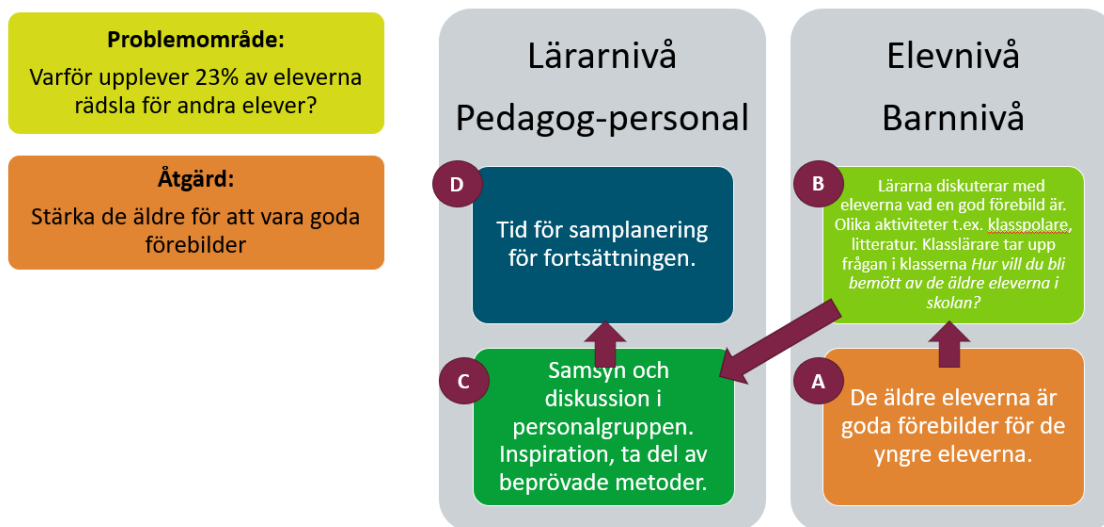 Problemområde:
Varför upplever 23% av eleverna
rädsla för andra elever?
Åtgärd:
Stärka de äldre för att vara goda
förebilder
Lärarnivå
Pedagog-personal
D
Tid för samplanering
för fortsättningen.
C
Samsyn och
diskussion i
personalgruppen.
Inspiration, ta del av
beprövade metoder.
Elevnivå
Barnnivå
B
Lärarna diskuterar med
eleverna vad en god förebild är.
Olika aktiviteter t.ex. klasspolare,
litteratur. Klasslärare tar upp
frågan i klasserna Hur vill du bli
bemött av de äldre eleverna i
skolan?
A
De äldre eleverna är
goda förebilder för de
yngre eleverna.